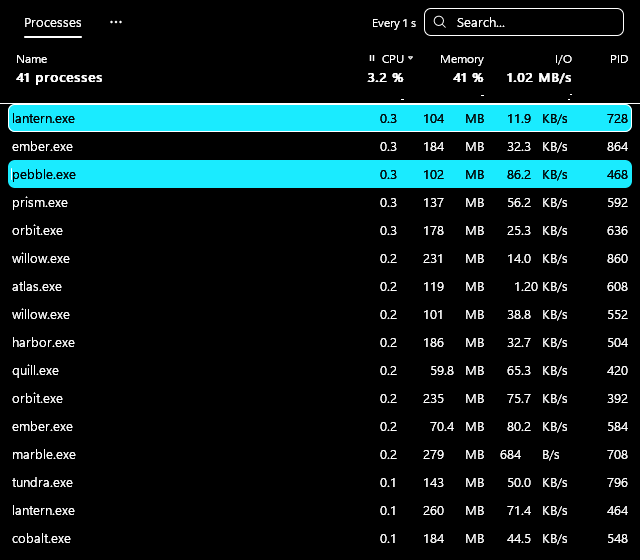 Processes ··· Every 1 s Search...
Name CPU Memory I/O PID
41 processes 3.2 % 41 % 1.02 MB/s
lantern.exe 0.3 104 MB 11.9 KB/s 728
ember.exe 0.3 184 MB 32.3 KB/s 864
pebble.exe 0.3 102 MB 86.2 KB/s 468
prism.exe 0.3 137 MB 56.2 KB/s 592
orbit.exe 0.3 178 MB 25.3 KB/s 636
willow.exe 0.2 231 MB 14.0 KB/s 860
atlas.exe 0.2 119 MB 1.20 KB/s 608
willow.exe 0.2 101 MB 38.8 KB/s 552
harbor.exe 0.2 186 MB 32.7 KB/s 504
quill.exe 0.2 59.8 MB 65.3 KB/s 420
orbit.exe 0.2 235 MB 75.7 KB/s 392
ember.exe 0.2 70.4 MB 80.2 KB/s 584
marble.exe 0.2 279 MB 684 B/s 708
tundra.exe 0.1 143 MB 50.0 KB/s 796
lantern.exe 0.1 260 MB 71.4 KB/s 464
cobalt.exe 0.1 184 MB 44.5 KB/s 548